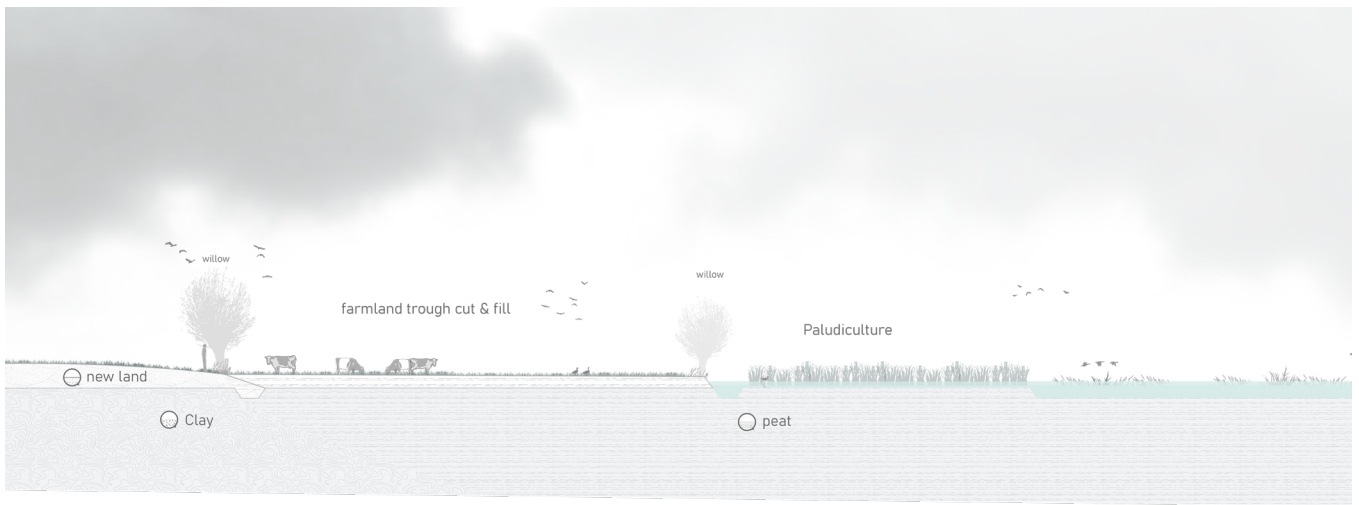 willow
willow
farmland trough cut & fill
Paludiculture
new land
Clay
peat